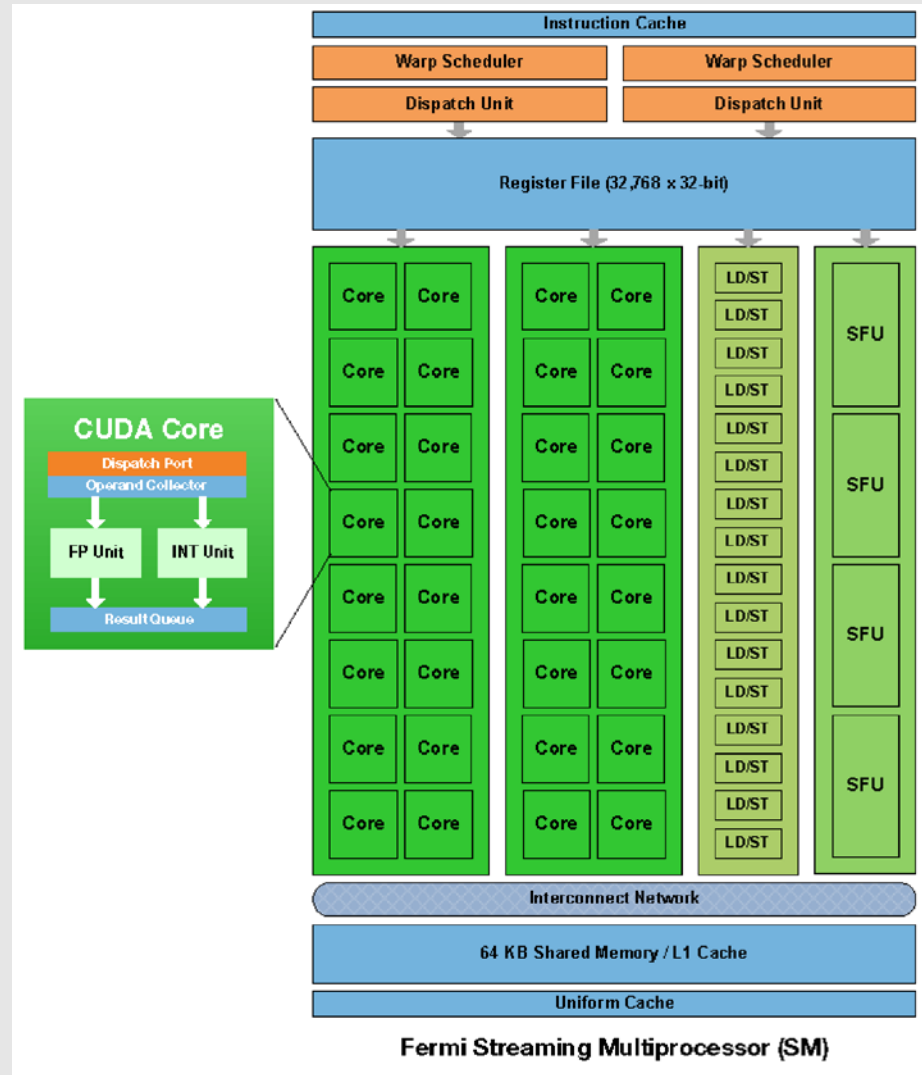 Instruction Cache
Warp Scheduler
Warp Scheduler
Dispatch Unit
Dispatch Unit
Register File (32,768 x 32-bit)
Core Core Core Core LD/ST
LD/ST
SFU
Core Core Core Core LD/ST
LD/ST
Core Core Core Core LD/ST
LD/ST
SFU
Core Core Core Core LD/ST
LD/ST
Core Core Core Core LD/ST
LD/ST
SFU
Core Core Core Core LD/ST
LD/ST
Core Core Core Core LD/ST
LD/ST
SFU
Core Core Core Core LD/ST
LD/ST
CUDA Core
Dispatch Port
Operand Collector
FP Unit
INT Unit
Result Queue
Interconnect Network
64 KB Shared Memory / L1 Cache
Uniform Cache
Fermi Streaming Multiprocessor (SM)